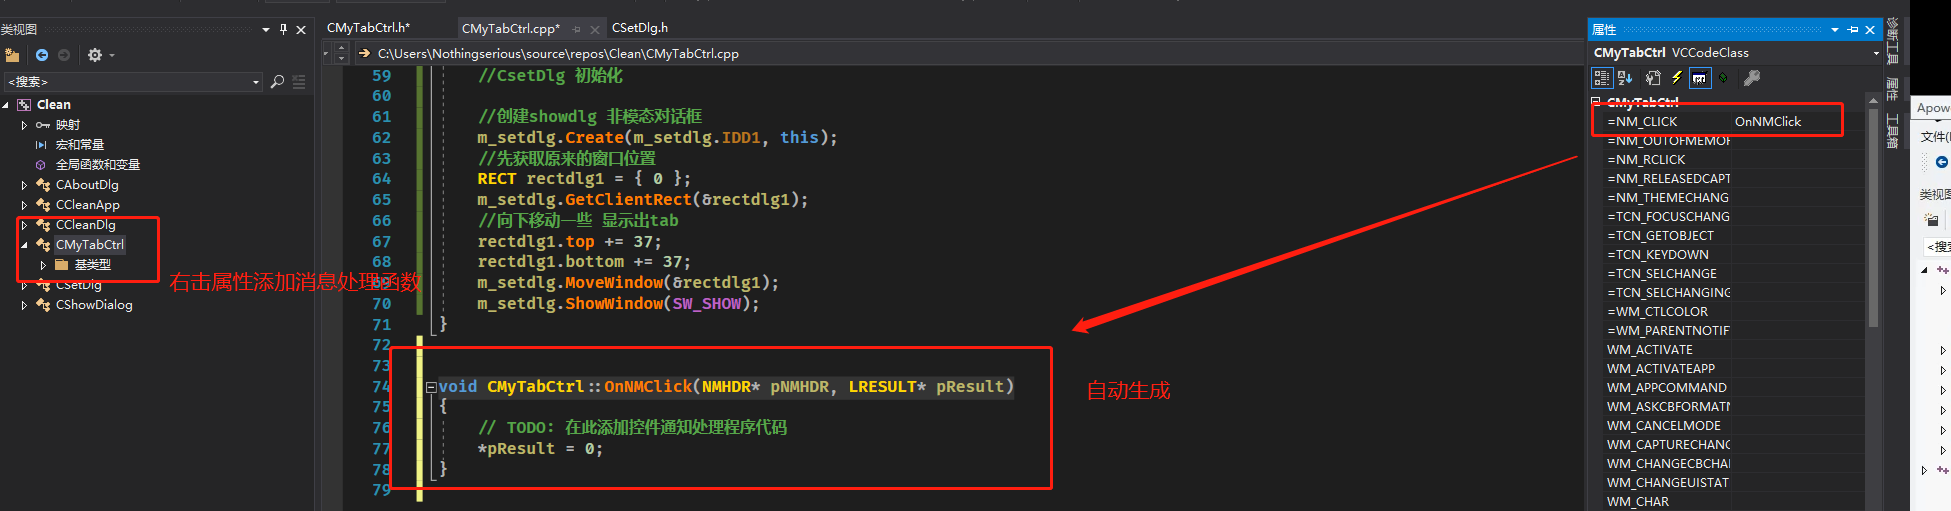 类视图
<搜索>
Clean
映射
宏和常量
全局函数和变量
CAboutDlg
CCleanApp
CCleanDlg
CMyTabCtrl
基类型
CSetDlg
CShowDialog
右击属性添加消息处理函数
CMyTabCtrl.h*
CMyTabCtrl.cpp*
CSetDlg.h
C:\Users\Nothingserious\source\repos\Clean\CMyTabCtrl.cpp
59 //CsetDlg 初始化
60
61 //创建showdlg 非模态对话框
62 m_setdlg.Create(m_setdlg.IDD1, this);
63 //先获取原来的窗口位置
64 RECT rectdlg1 = { 0 };
65 m_setdlg.GetClientRect(&rectdlg1);
66 //向下移动一些 显示出tab
67 rectdlg1.top += 37;
68 rectdlg1.bottom += 37;
69 m_setdlg.MoveWindow(&rectdlg1);
70 m_setdlg.ShowWindow(SW_SHOW);
71 }
72
73
74 void CMyTabCtrl::OnNMClick(NMHDR* pNMHDR, LRESULT* pResult)
75 {
76 // TODO: 在此添加控件通知处理程序代码
77 *pResult = 0;
78 }
79
自动生成
属性
CMyTabCtrl VCCodeClass
CMyTabCtrl
=NM_CLICK OnNMClick
=NM_OUTOFMEMOR
=NM_RCLICK
=NM_RELEASEDCAPT
=NM_THEMECHANG
=TCN_FOCUSCHANG
=TCN_GETOBJECT
=TCN_KEYDOWN
=TCN_SELCHANGE
=TCN_SELCHANGING
=WM_CTLCOLOR
=WM_PARENTNOTIF
WM_ACTIVATE
WM_ACTIVATEAPP
WM_APPCOMMAND
WM_ASKCBFORMATN
WM_CANCELMODE
WM_CAPTURECHANG
WM_CHANGECBCHAI
WM_CHANGEUISTAT
WM_CHAR
诊断工具
属性
工具箱
Apowe
文件(
类视图
<搜索